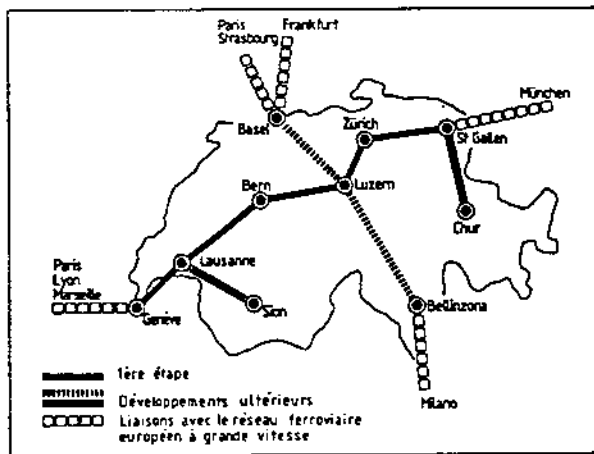 Paris
Strasbourg
Frankfurt
München
Basel
Zürich
St Gallen
Bern
Luzern
Chur
Lausanne
Paris
Lyon
Marseille
Genève
Sion
Bellinzona
Milano
1ère étape
Développements ultérieurs
Liaisons avec le réseau ferroviaire
européen à grande vitesse